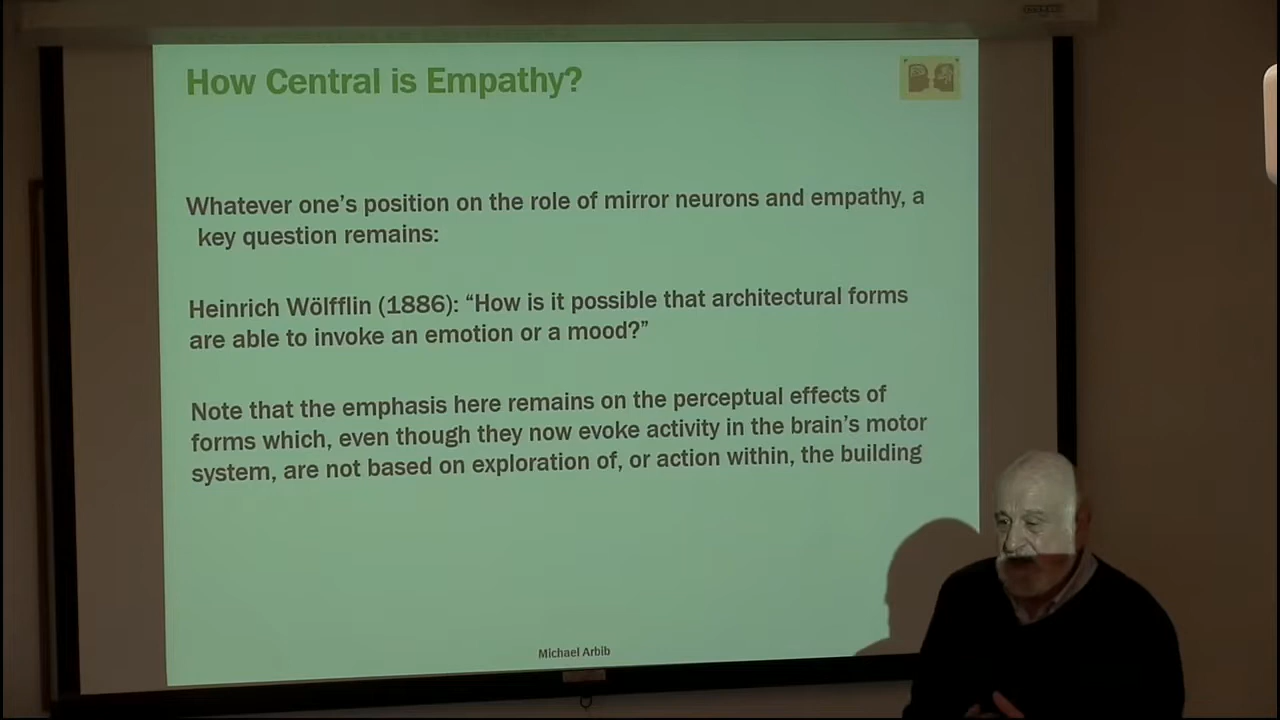 How Central is Empathy?
Whatever one's position on the role of mirror neurons and empathy, a
key question remains:
Heinrich Wölfflin (1886): “How is it possible that architectural forms
are able to invoke an emotion or a mood?”
Note that the emphasis here remains on the perceptual effects of
forms which, even though they now evoke activity in the brain's motor
system, are not based on exploration of, or action within, the building
Michael Arbib